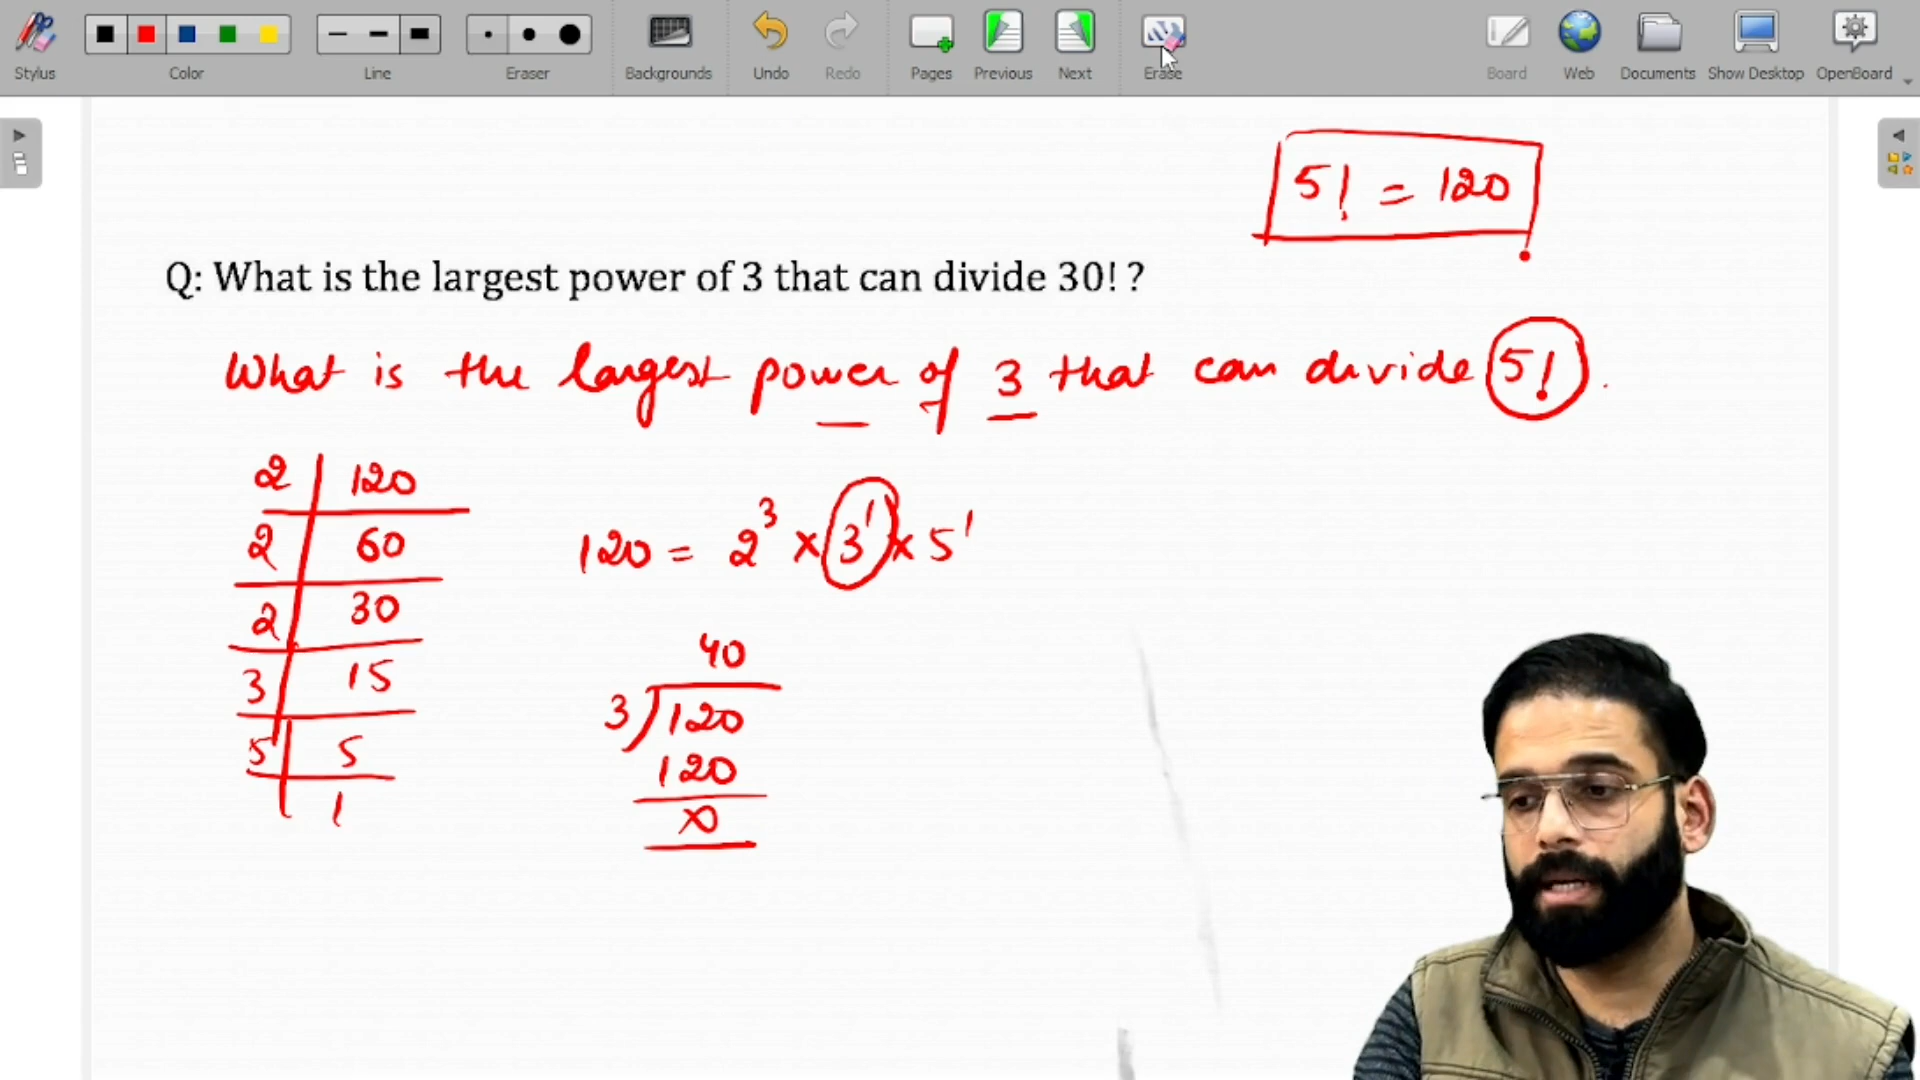 Stylus
Color
Line
Eraser
Backgrounds
Undo
Redo
Pages
Previous
Next
Erase
Board
Web
Documents
Show Desktop
OpenBoard
5! = 120
Q: What is the largest power of 3 that can divide 30! ?
What is the largest power of 3 that can divide 5! .
2 | 120
2 | 60
2 | 30
3 | 15
5 | 5
1
120 = 2³ × 3¹ × 5¹
40
3 ) 120
120
x